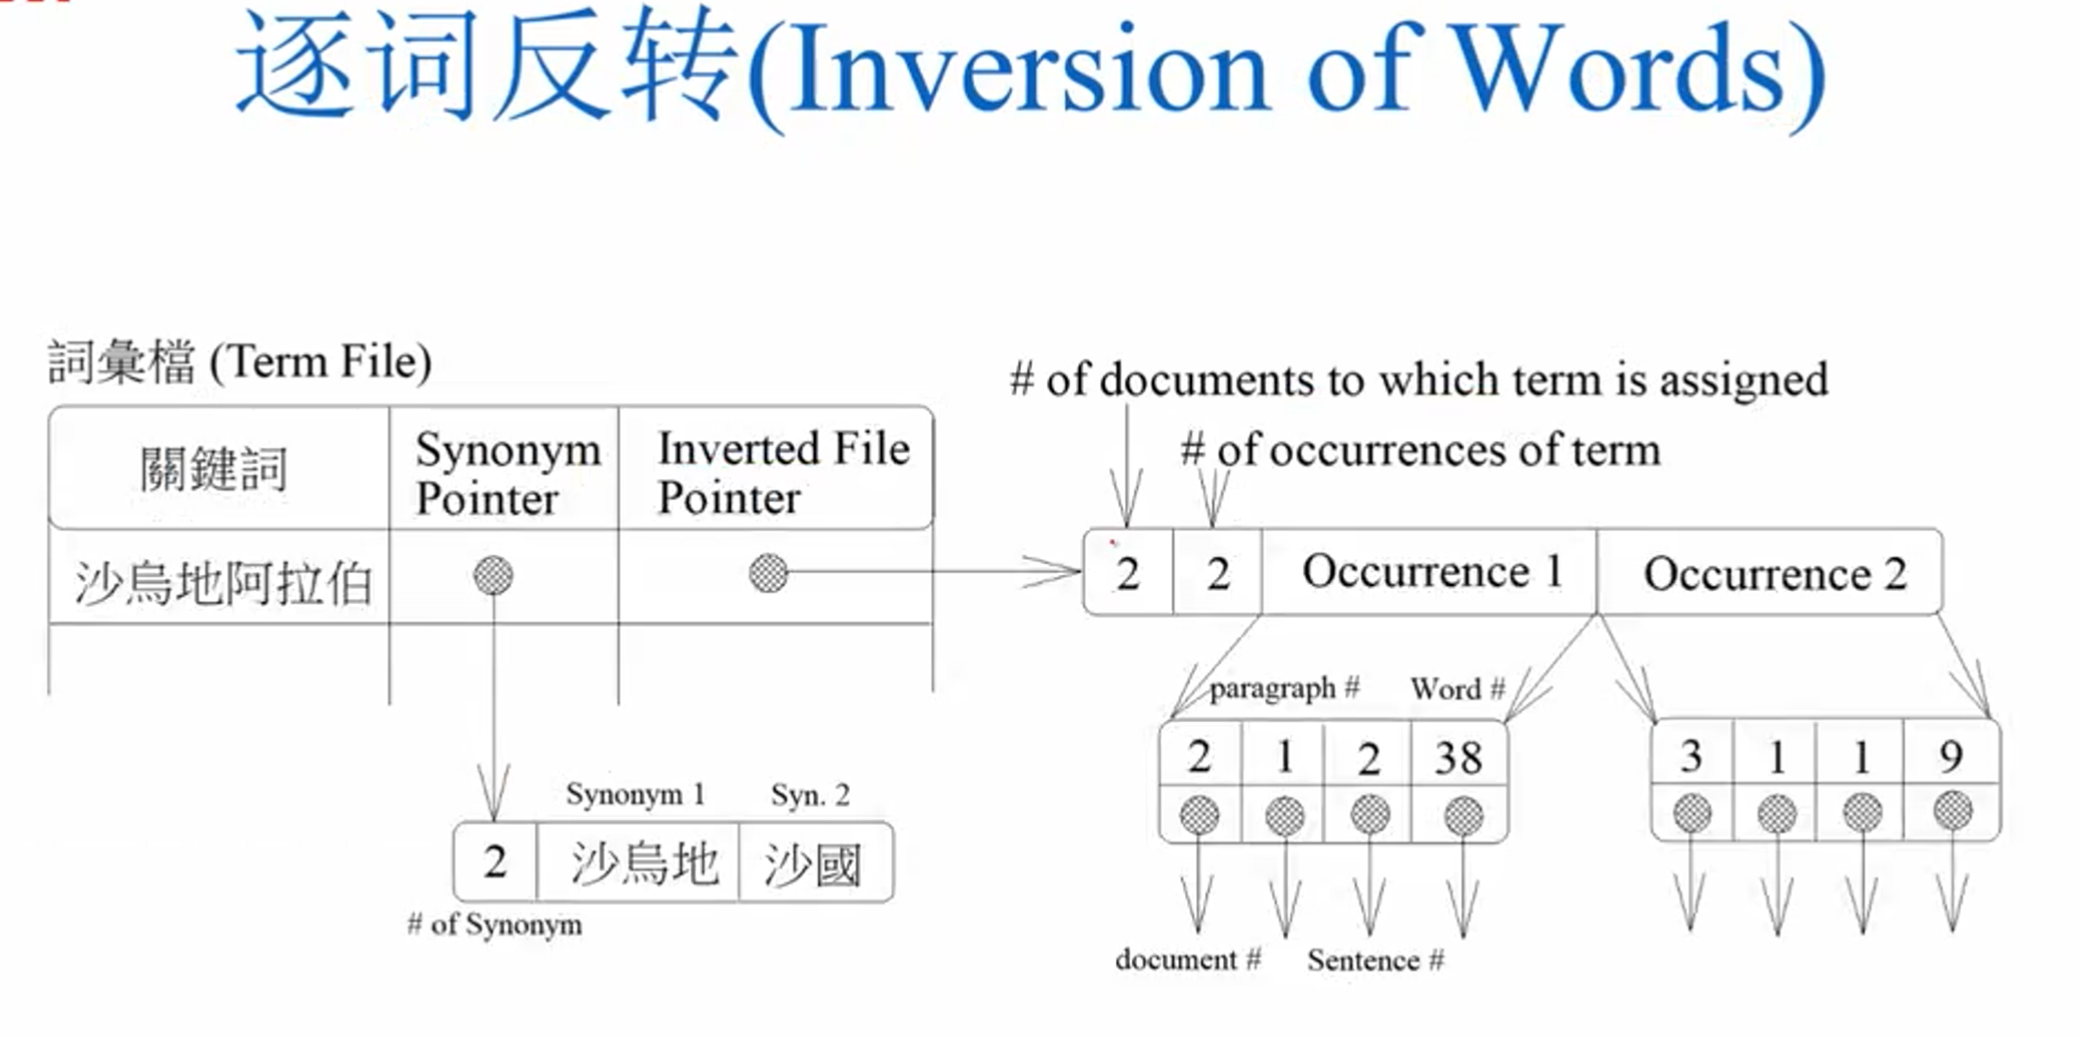 逐词反转(Inversion of Words)
詞彙檔 (Term File)
關鍵詞
Synonym
Pointer
Inverted File
Pointer
沙烏地阿拉伯
# of documents to which term is assigned
# of occurrences of term
2
2
Occurrence 1
Occurrence 2
paragraph #
Word #
2
1
2
38
3
1
1
9
document #
Sentence #
Synonym 1
Syn. 2
2
沙烏地
沙國
# of Synonym